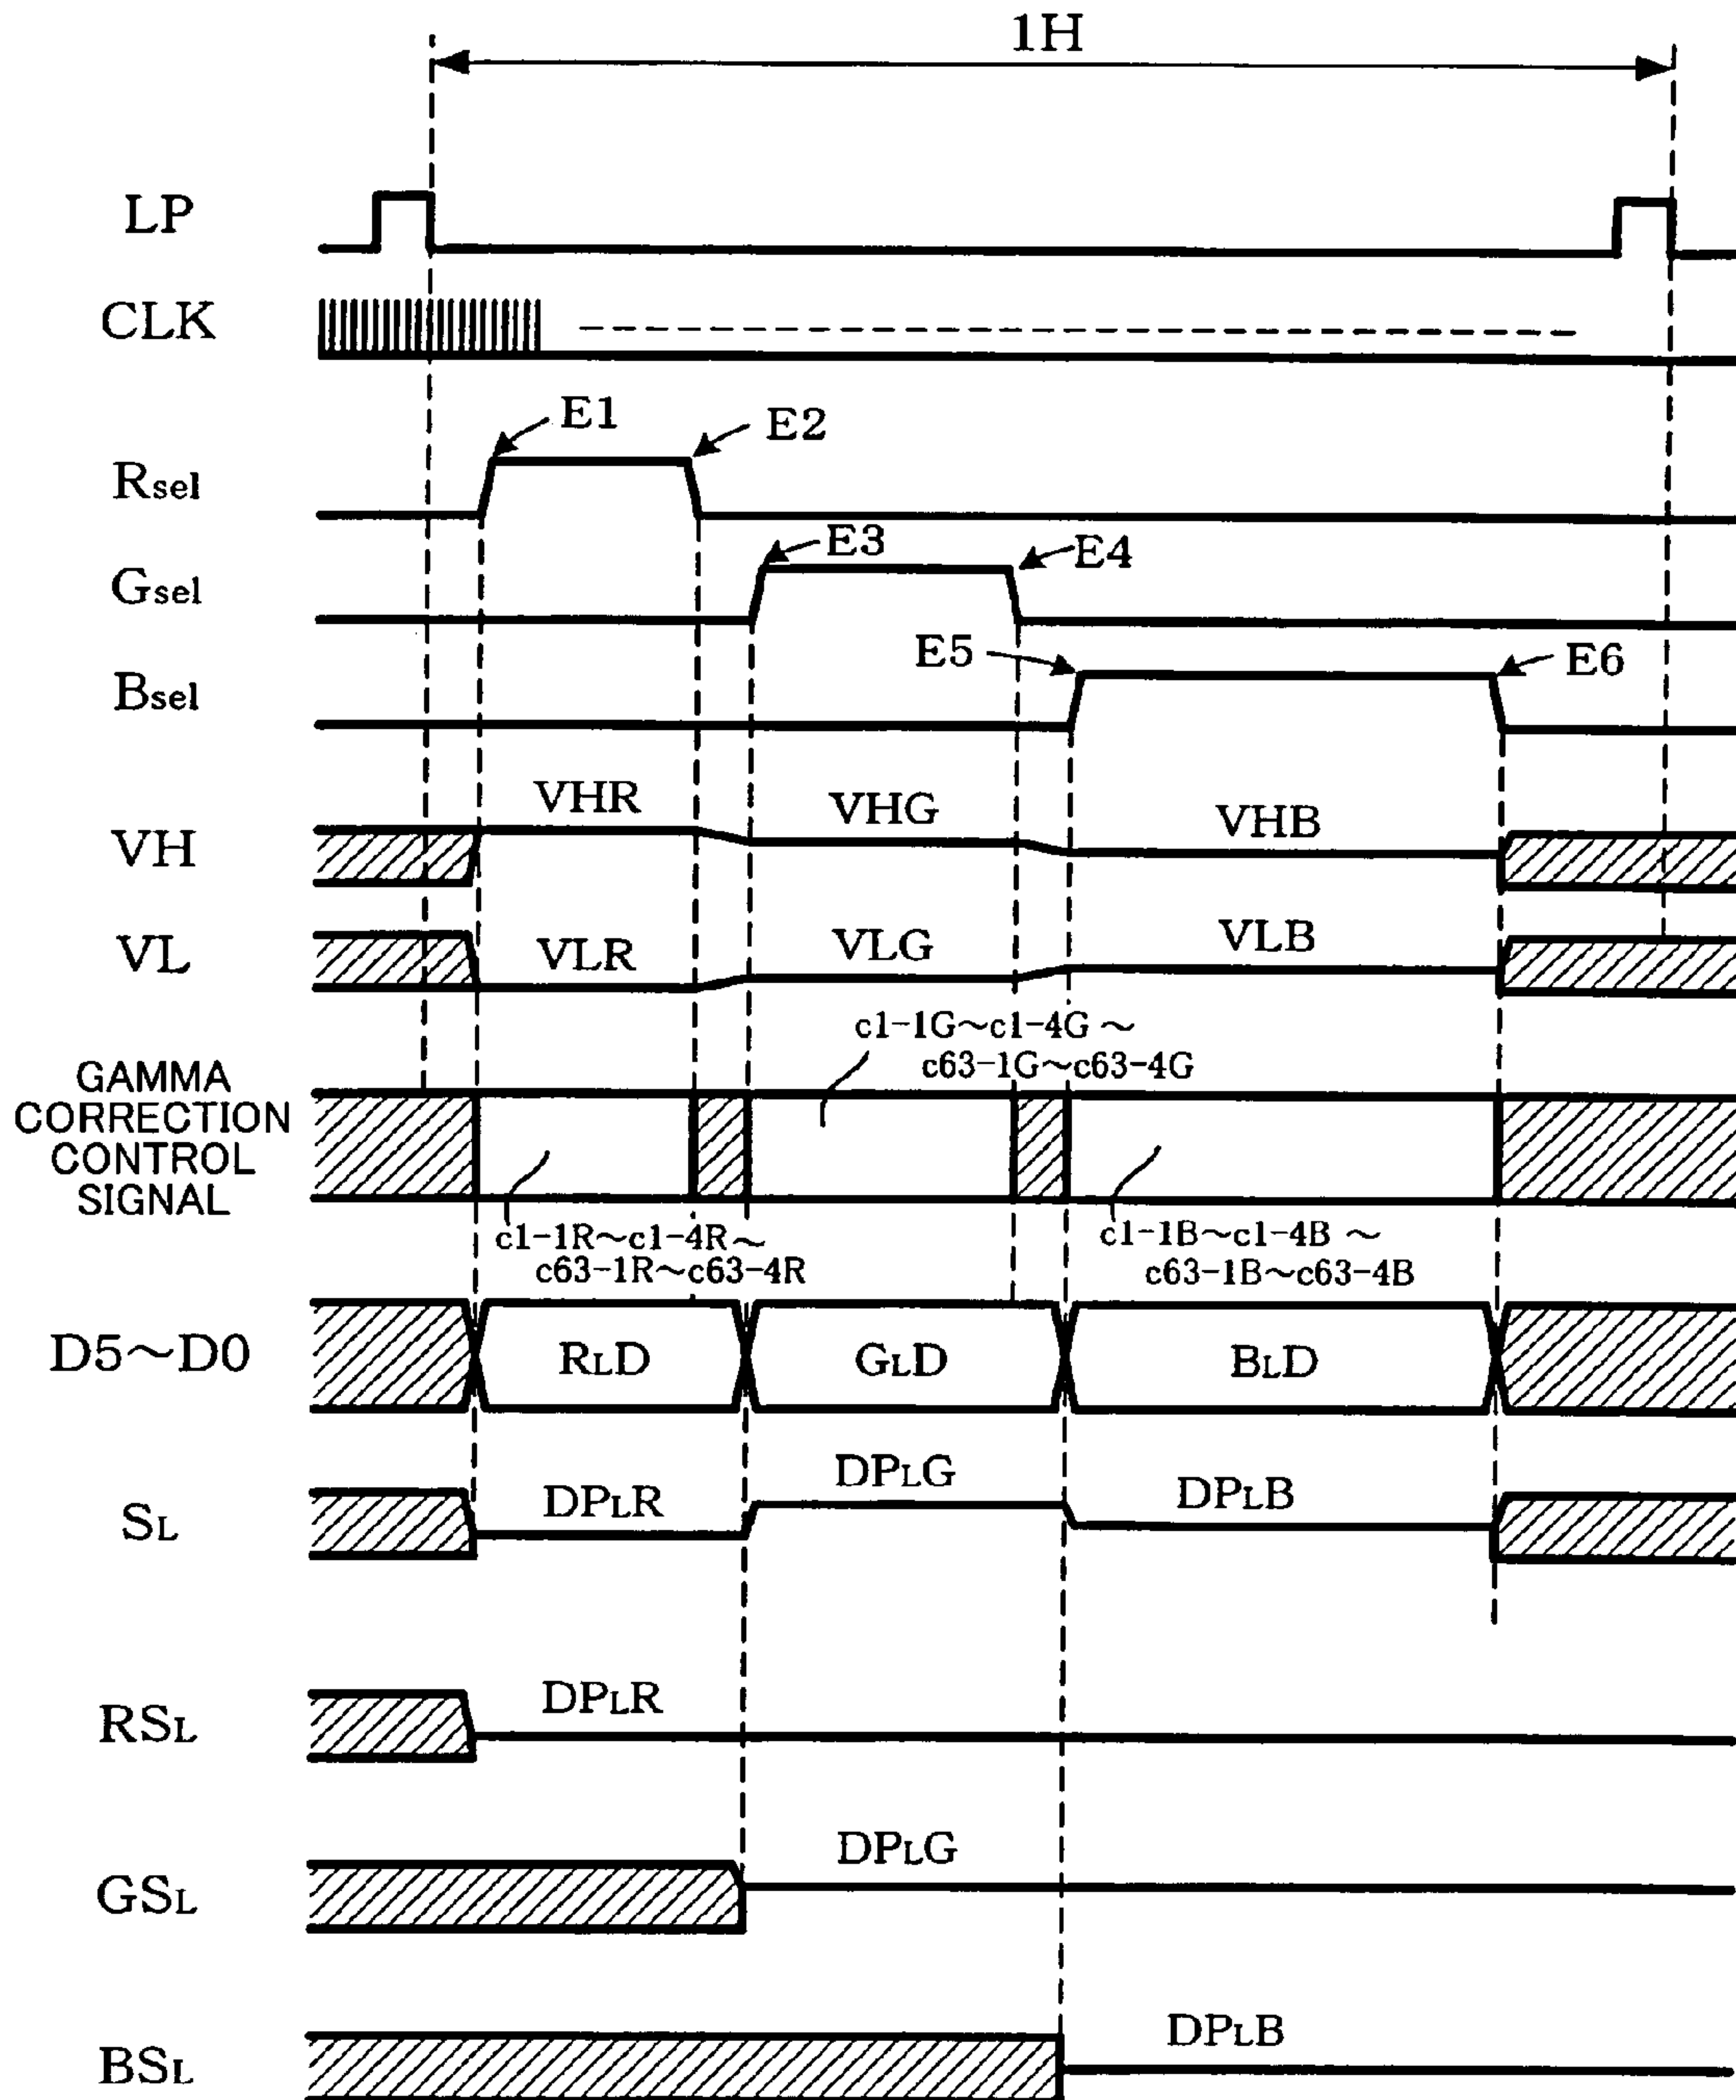 1H
LP
CLK
E1
E2
Rsel
E3
E4
Gsel
E5
E6
Bsel
VHR
VHG
VHB
VH
VLR
VLG
VLB
VL
c1-1G～c1-4G～
c63-1G～c63-4G
GAMMA
CORRECTION
CONTROL
SIGNAL
c1-1R～c1-4R～
c63-1R～c63-4R
c1-1B～c1-4B～
c63-1B～c63-4B
D5～D0
RLD
GLD
BLD
DPLR
DPLG
DPLB
SL
DPLR
RSL
DPLG
GSL
DPLB
BSL